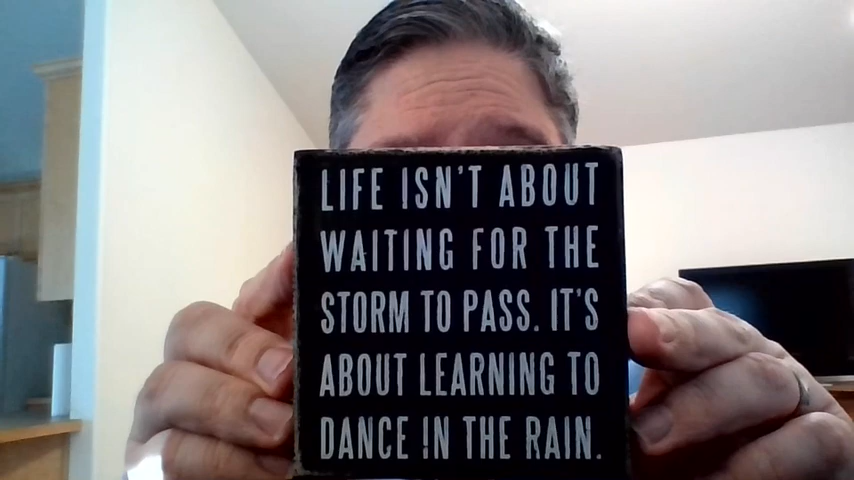 LIFE ISN'T ABOUT
WAITING FOR THE
STORM TO PASS. IT'S
ABOUT LEARNING TO
DANCE IN THE RAIN.